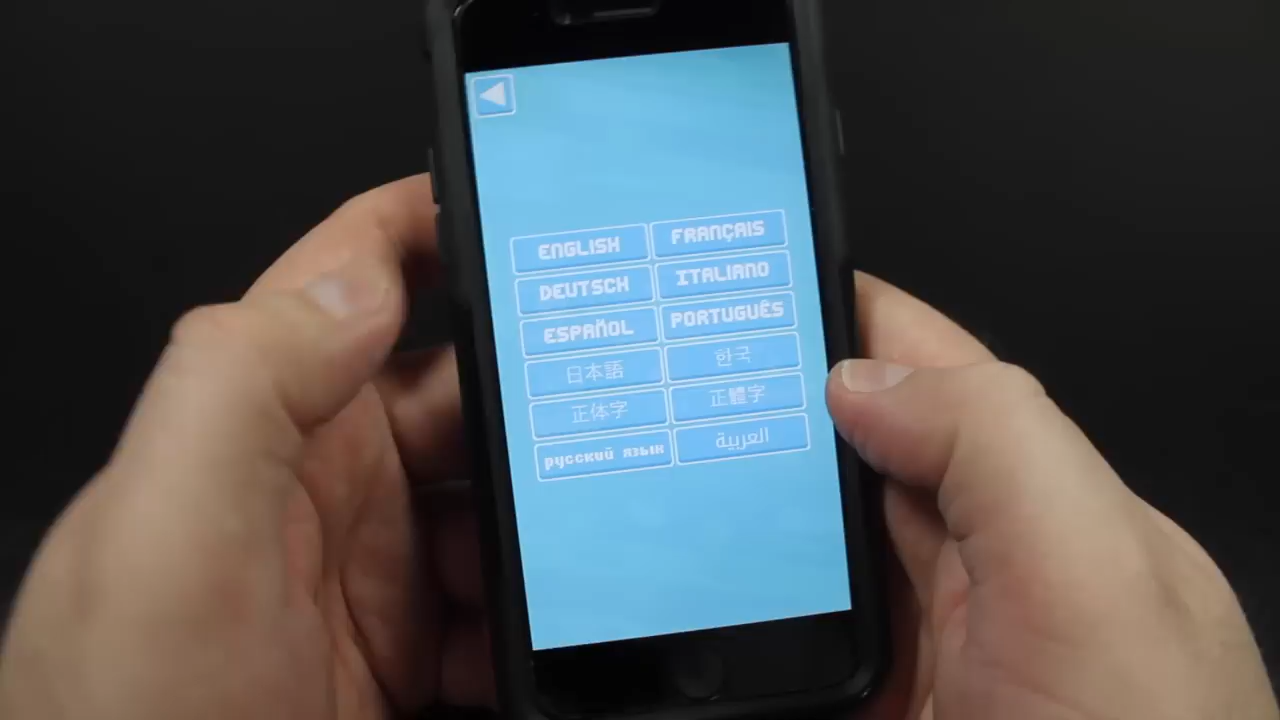 ENGLISH FRANÇAIS
DEUTSCH ITALIANO
ESPAÑOL PORTUGUÊS
日本語 한국
正体字 正體字
русский язык العربية